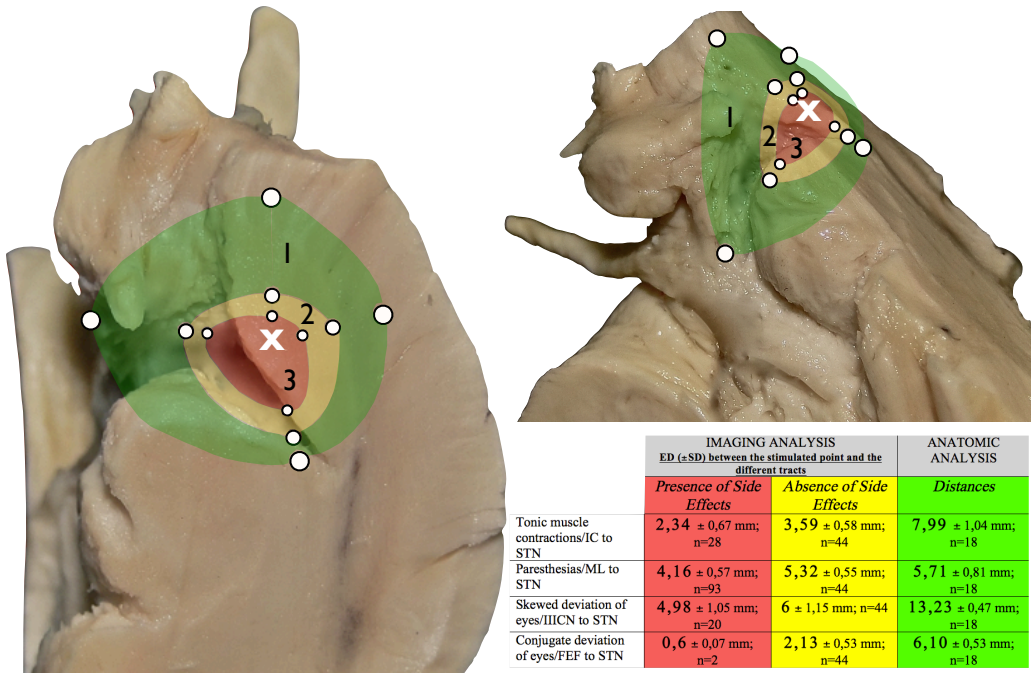 1
2
X
3
1
X
2
3
IMAGING ANALYSIS
ED (±SD) between the stimulated point and the
different tracts
ANATOMIC
ANALYSIS
Presence of Side
Effects
Absence of Side
Effects
Distances
Tonic muscle
contractions/IC to
STN
2,34 ± 0,67 mm;
n=28
3,59 ± 0,58 mm;
n=44
7,99 ± 1,04 mm;
n=18
Paresthesias/ML to
STN
4,16 ± 0,57 mm;
n=93
5,32 ± 0,55 mm;
n=44
5,71 ± 0,81 mm;
n=18
Skewed deviation of
eyes/IIICN to STN
4,98 ± 1,05 mm;
n=20
6 ± 1,15 mm; n=44
13,23 ± 0,47 mm;
n=18
Conjugate deviation
of eyes/FEF to STN
0,6 ± 0,07 mm;
n=2
2,13 ± 0,53 mm;
n=44
6,10 ± 0,53 mm;
n=18